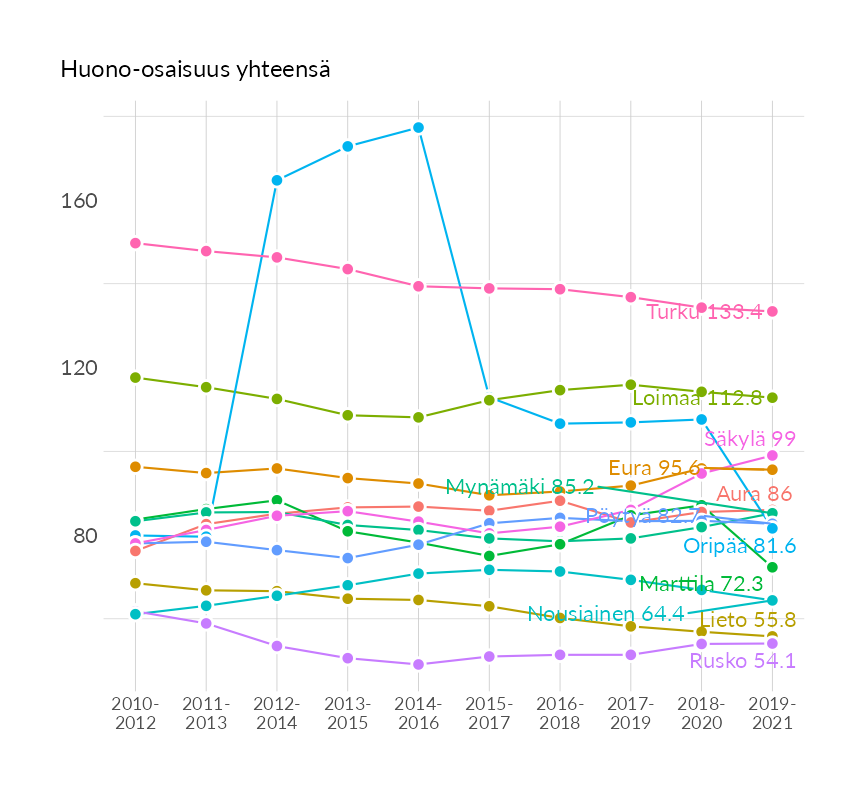 Huono-osaisuus yhteensä
160
120
80
Turku 133.4
Loimaa 112.8
Säkylä 99
Eura 95.6
Mynämäki 85.2
Aura 86
Pöytyä
Oripää 81.6
Marttila 72.3
Nousiainen 64.4
Lieto 55.8
Rusko 54.1
2010-
2012
2011-
2013
2012-
2014
2013-
2015
2014-
2016
2015-
2017
2016-
2018
2017-
2019
2018-
2020
2019-
2021